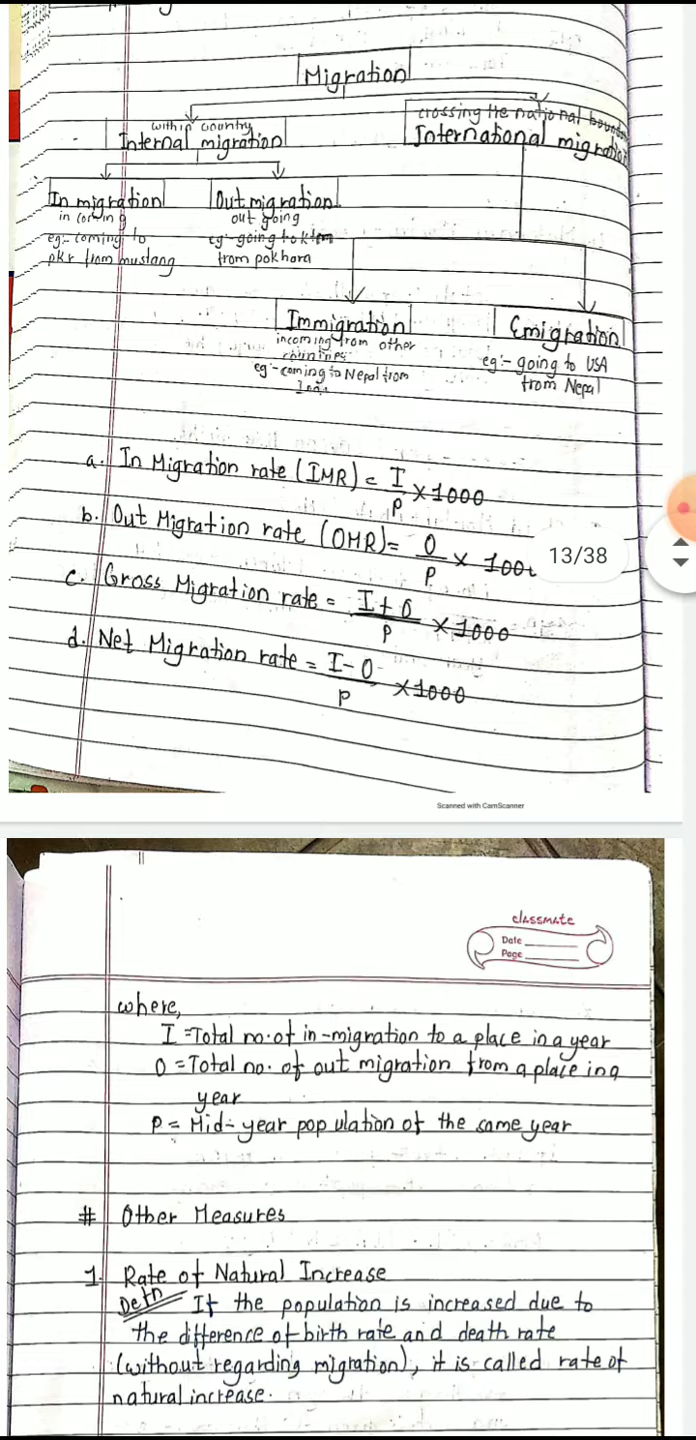 Migration
within country
Internal migration
crossing the national
International migration
In migration
in coming
eg:- coming to
pkr from mustang
Out migration
out going
eg:- going to ktm
from pokhara
Immigration
incoming from other
countries
eg:- coming to Nepal from
Emigration
eg:- going to USA
from Nepal
a. In Migration rate (IMR) = I/P × 1000
b. Out Migration rate (OMR) = O/P × 100
13/38
c. Gross Migration rate = I+O/P × 1000
d. Net Migration rate = I-O/P × 1000
Scanned with CamScanner
classmate
Date
Page
where,
I = Total no. of in-migration to a place in a year
O = Total no. of out migration from a place in a
year
P = Mid-year population of the same year
# Other Measures
1. Rate of Natural Increase
Defn If the population is increased due to
the difference of birth rate and death rate
(without regarding migration), it is called rate of
natural increase.